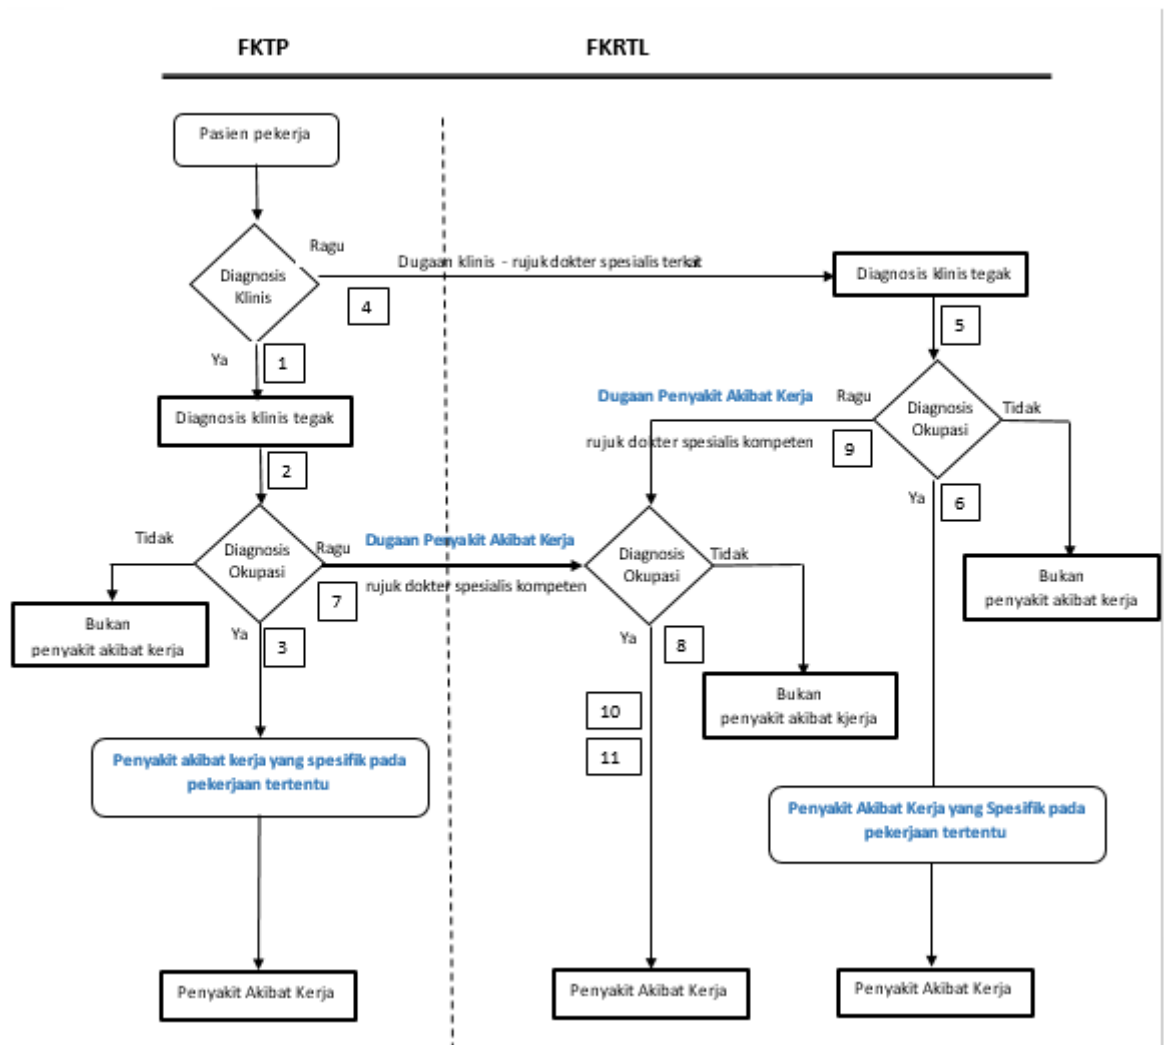 FKTP
FKRTL
Pasien pekerja
Ragu
Diagnosis
Klinis
Dugaan klinis - rujuk dokter spesialis terkait
4
Diagnosis klinis tegak
5
Ya
1
Diagnosis klinis tegak
2
Dugaan Penyakit Akibat Kerja
rujuk dokter spesialis kompeten
Ragu
9
Diagnosis
Okupasi
Tidak
Ya
6
Tidak
Diagnosis
Okupasi
Ragu
7
Dugaan Penyakit Akibat Kerja
rujuk dokter spesialis kompeten
Diagnosis
Okupasi
Tidak
Bukan
penyakit akibat kerja
Bukan
penyakit akibat kerja
Ya
3
Ya
8
Bukan
penyakit akibat kjerja
10
11
Penyakit akibat kerja yang spesifik pada
pekerjaan tertentu
Penyakit Akibat Kerja yang Spesifik pada
pekerjaan tertentu
Penyakit Akibat Kerja
Penyakit Akibat Kerja
Penyakit Akibat Kerja